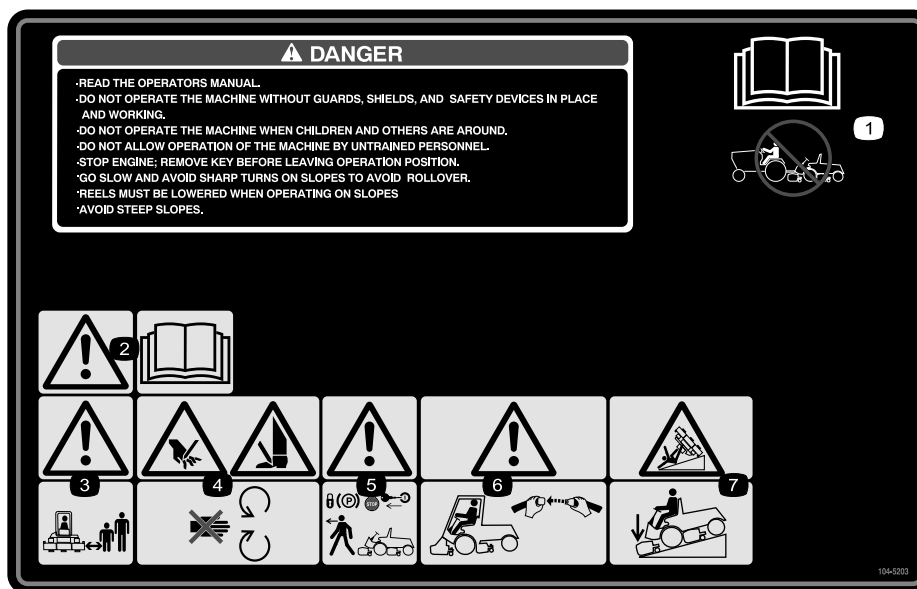 DANGER
·READ THE OPERATORS MANUAL.
·DO NOT OPERATE THE MACHINE WITHOUT GUARDS, SHIELDS, AND SAFETY DEVICES IN PLACE
AND WORKING.
·DO NOT OPERATE THE MACHINE WHEN CHILDREN AND OTHERS ARE AROUND.
·DO NOT ALLOW OPERATION OF THE MACHINE BY UNTRAINED PERSONNEL.
·STOP ENGINE; REMOVE KEY BEFORE LEAVING OPERATION POSITION.
·GO SLOW AND AVOID SHARP TURNS ON SLOPES TO AVOID ROLLOVER.
·REELS MUST BE LOWERED WHEN OPERATING ON SLOPES
·AVOID STEEP SLOPES.
1
2
3
4
5
6
7
(P)
STOP
104-5203